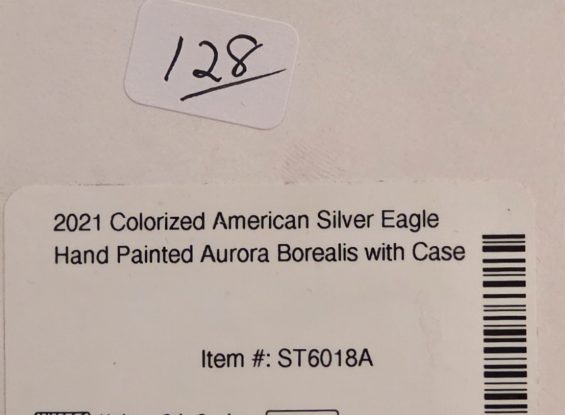 128
2021 Colorized American Silver Eagle
Hand Painted Aurora Borealis with Case
Item #: ST6018A